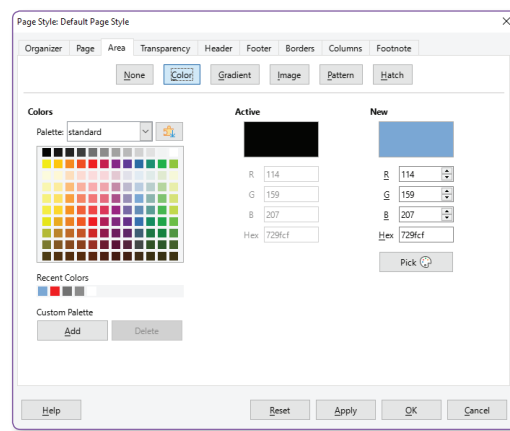 Page Style: Default Page Style
Organizer Page Area Transparency Header Footer Borders Columns Footnote
None Color Gradient Image Pattern Hatch
Colors Active New
Palette: standard
R 114 R 114
G 159 G 159
B 207 B 207
Hex 729fcf Hex 729fcf
Pick
Recent Colors
Custom Palette
Add Delete
Help Reset Apply OK Cancel